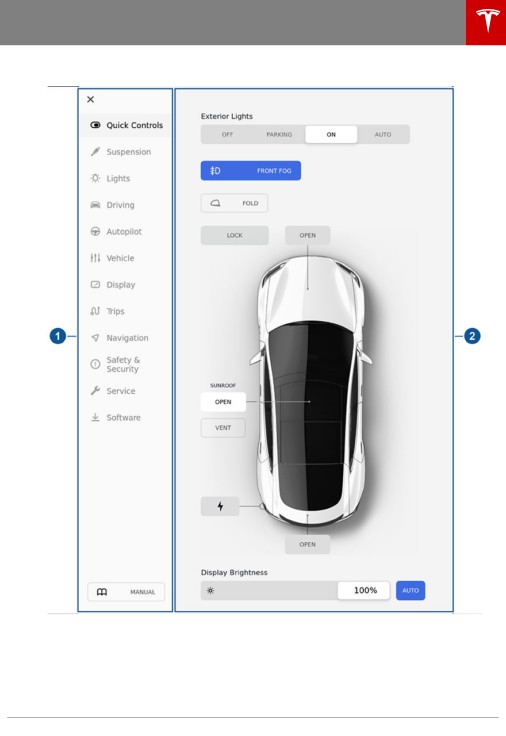 Quick Controls
Suspension
Lights
Driving
Autopilot
Vehicle
Display
Trips
Navigation
Safety &
Security
Service
Software
MANUAL
1
Exterior Lights
OFF PARKING ON AUTO
FRONT FOG
FOLD
LOCK OPEN
SUNROOF
OPEN
VENT
OPEN
Display Brightness
100% AUTO
2